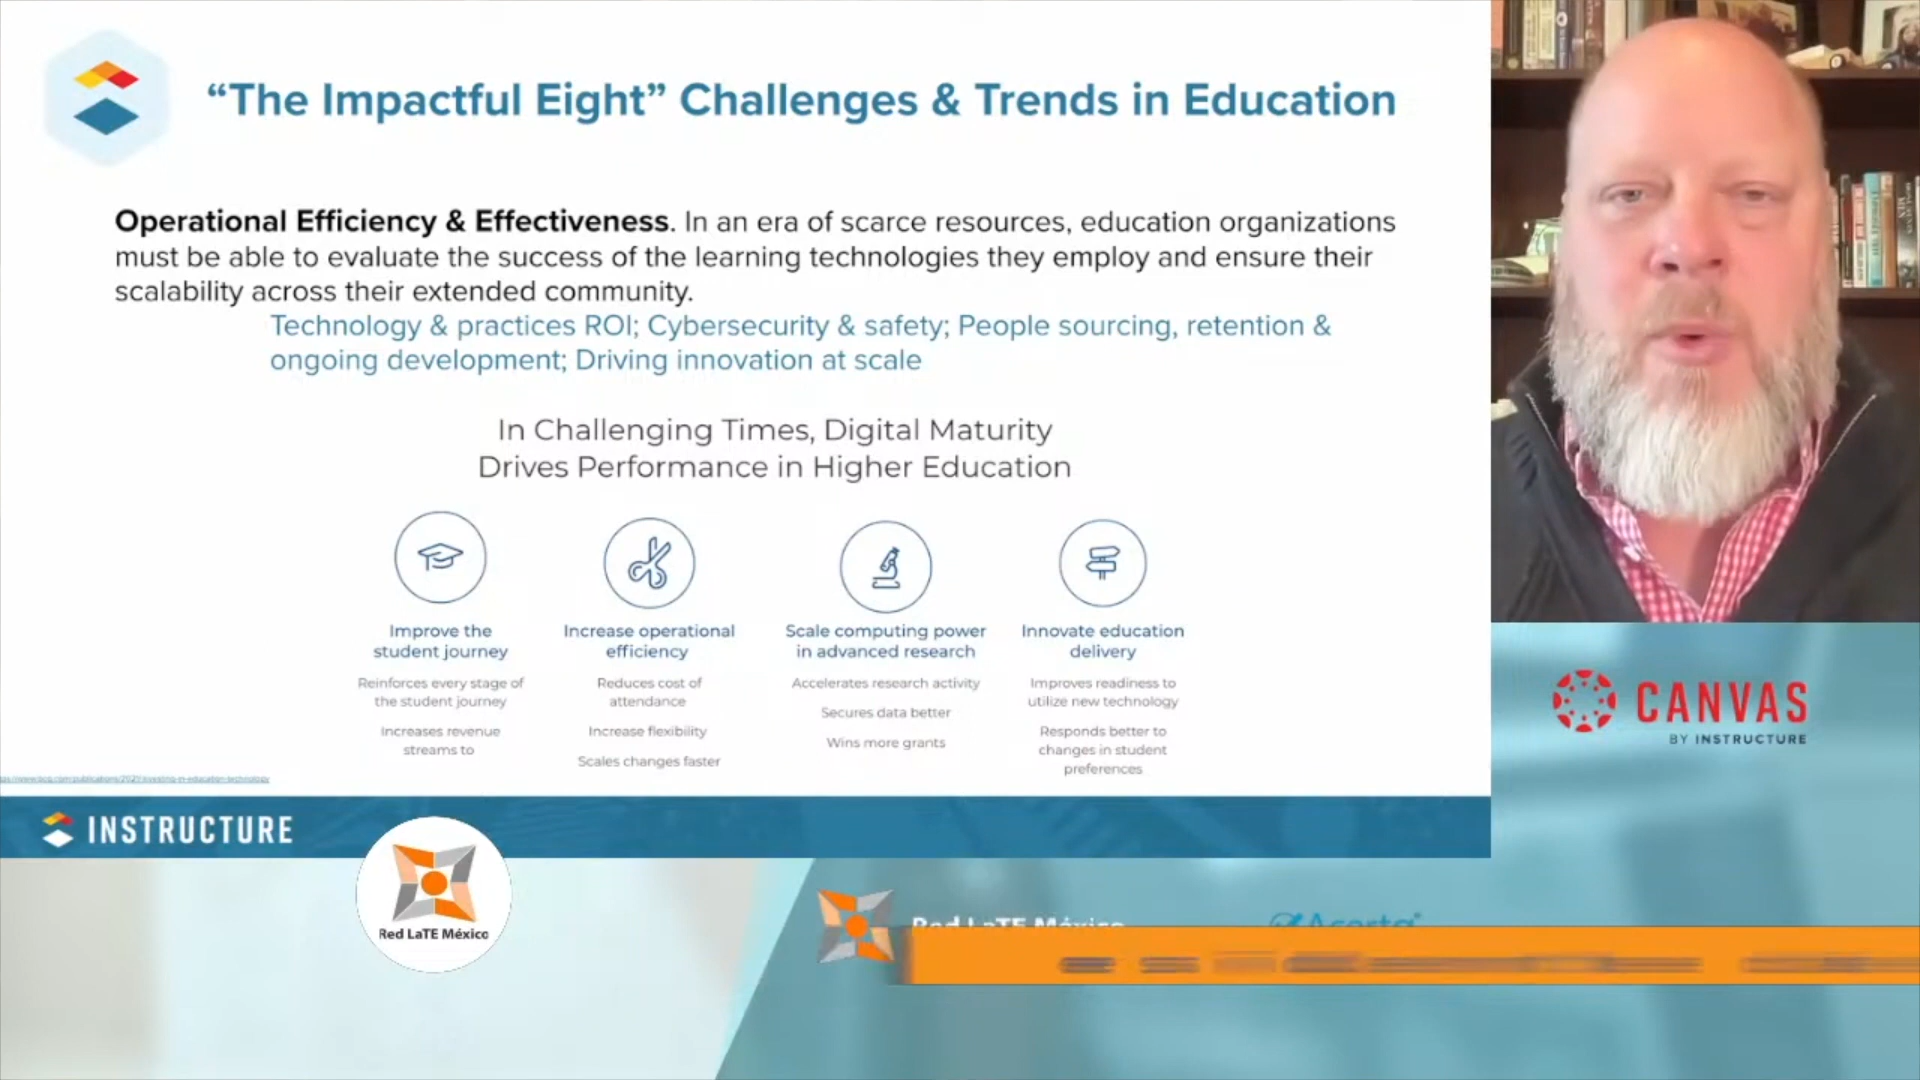 “The Impactful Eight” Challenges & Trends in Education
Operational Efficiency & Effectiveness. In an era of scarce resources, education organizations
must be able to evaluate the success of the learning technologies they employ and ensure their
scalability across their extended community.
Technology & practices ROI; Cybersecurity & safety; People sourcing, retention &
ongoing development; Driving innovation at scale
In Challenging Times, Digital Maturity
Drives Performance in Higher Education
Improve the
student journey
Reinforces every stage of
the student journey
Increases revenue
streams to
Increase operational
efficiency
Reduces cost of
attendance
Increase flexibility
Scales changes faster
Scale computing power
in advanced research
Accelerates research activity
Secures data better
Wins more grants
Innovate education
delivery
Improves readiness to
utilize new technology
Responds better to
changes in student
preferences
INSTRUCTURE
CANVAS
BY INSTRUCTURE
Red LaTE México
Red LaTE México
Acerta